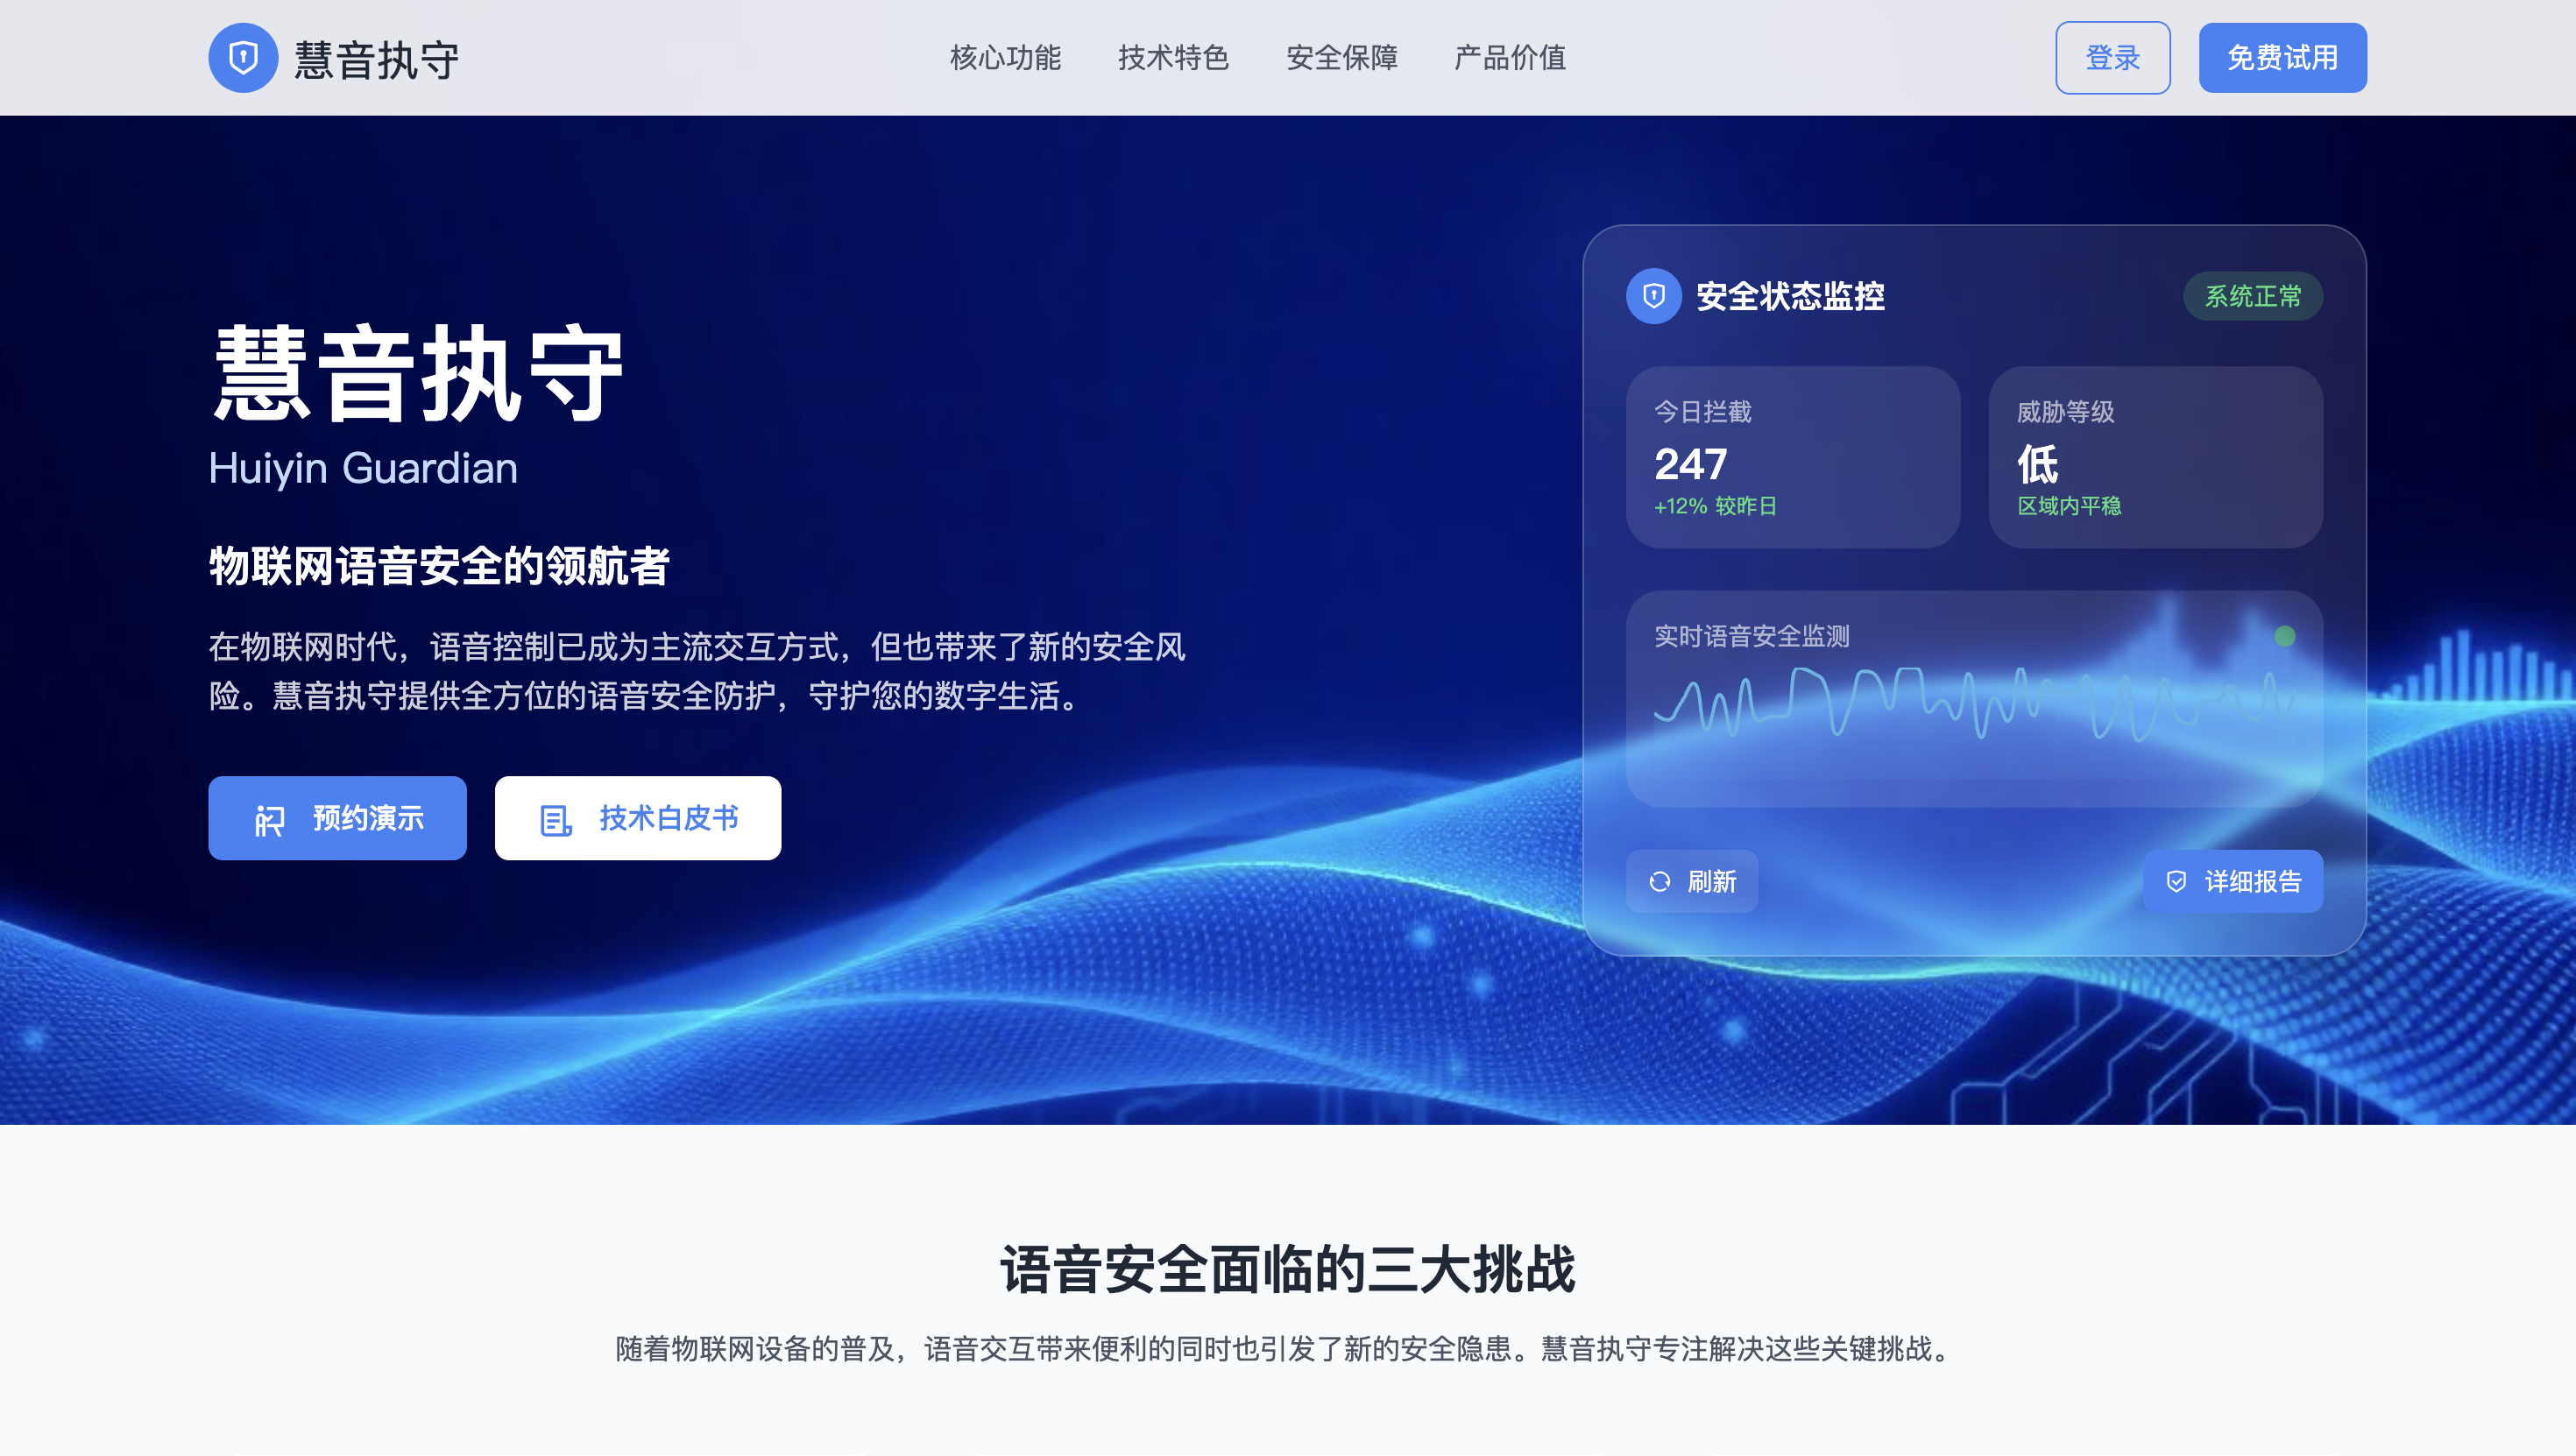 慧音执守
核心功能
技术特色
安全保障
产品价值
登录
免费试用
慧音执守
Huiyin Guardian
物联网语音安全的领航者
在物联网时代，语音控制已成为主流交互方式，但也带来了新的安全风
险。慧音执守提供全方位的语音安全防护，守护您的数字生活。
预约演示
技术白皮书
安全状态监控
系统正常
今日拦截
247
+12% 较昨日
威胁等级
低
区域内平稳
实时语音安全监测
刷新
详细报告
语音安全面临的三大挑战
随着物联网设备的普及，语音交互带来便利的同时也引发了新的安全隐患。慧音执守专注解决这些关键挑战。